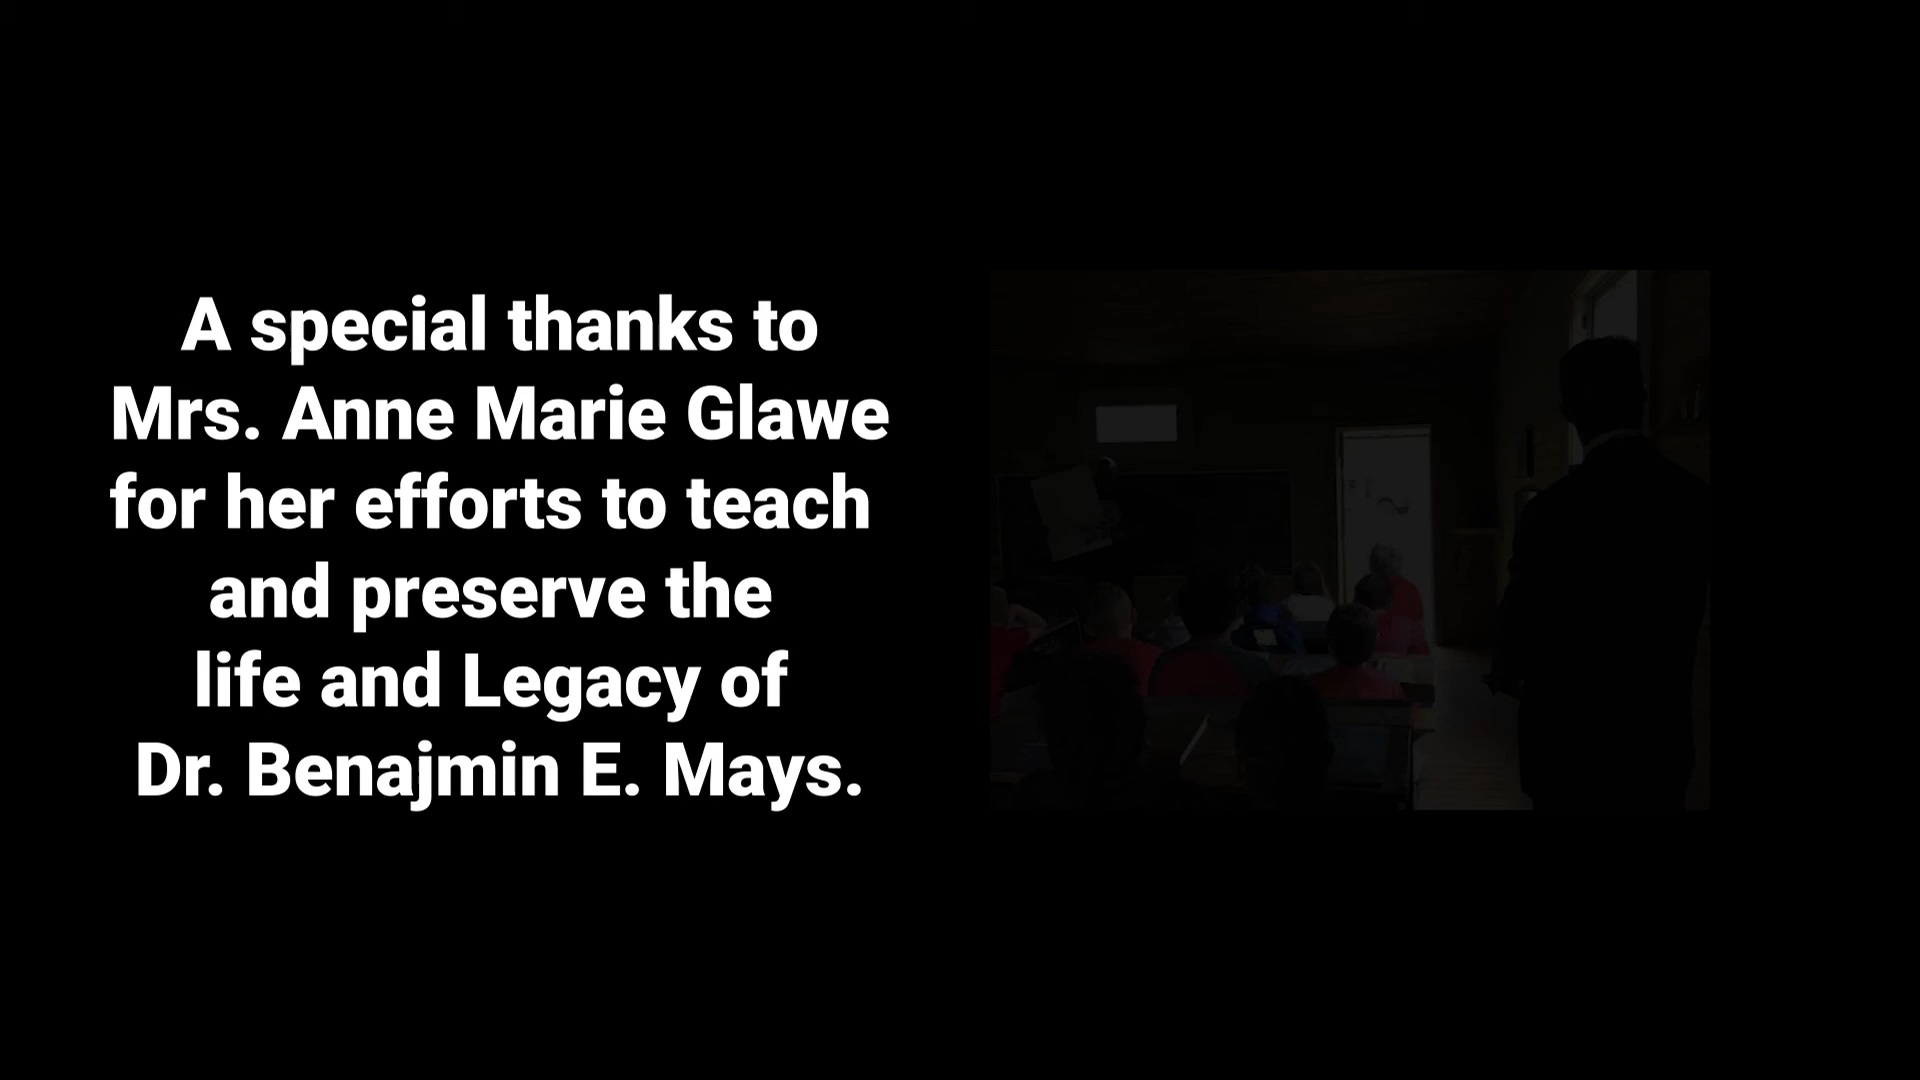 A special thanks to
Mrs. Anne Marie Glawe
for her efforts to teach
and preserve the
life and Legacy of
Dr. Benajmin E. Mays.